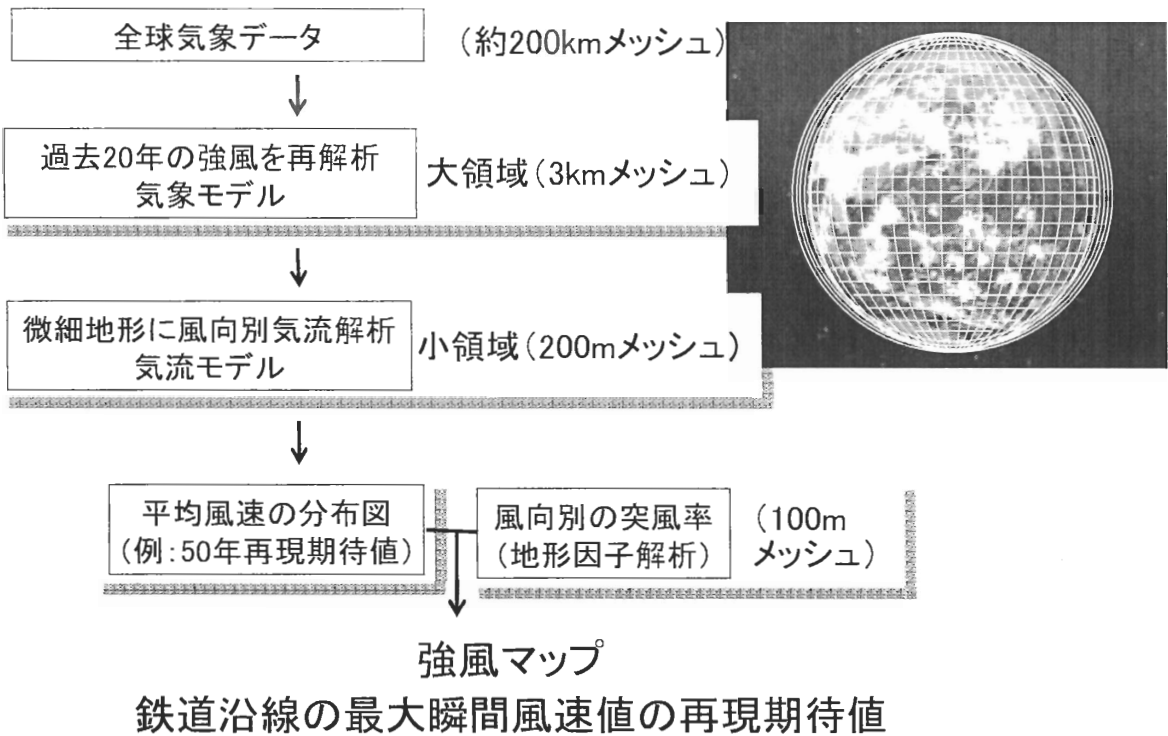 全球気象データ (約200kmメッシュ)
過去20年の強風を再解析
気象モデル
大領域(3kmメッシュ)
微細地形に風向別気流解析
気流モデル
小領域(200mメッシュ)
平均風速の分布図
(例:50年再現期待値)
風向別の突風率
(地形因子解析)
(100m
メッシュ)
強風マップ
鉄道沿線の最大瞬間風速値の再現期待値